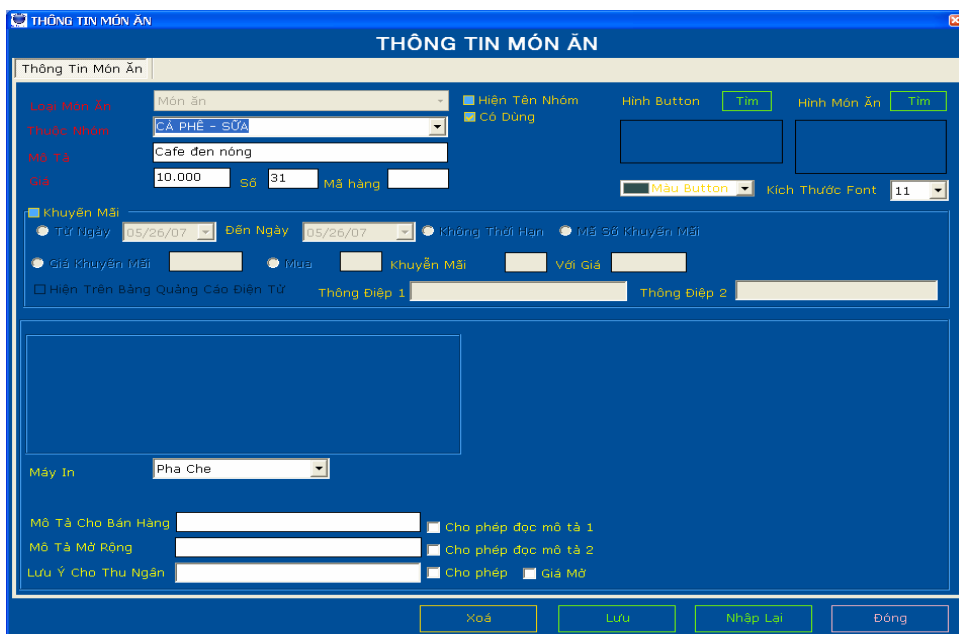 THÔNG TIN MÓN ĂN
THÔNG TIN MÓN ĂN
Thông Tin Món Ăn
Loại Món Ăn Món ăn Hiện Tên Nhóm Hình Button Tìm Hình Món Ăn Tìm
Thuộc Nhóm CÀ PHÊ - SỮA Có Dùng
Mô Tả Cafe đen nóng
Giá 10.000 Số 31 Mã hàng Màu Button Kích Thước Font 11
Khuyến Mãi
Từ Ngày 05/26/07 Đến Ngày 05/26/07 Không Thời Hạn Mã Số Khuyến Mãi
Giá Khuyến Mãi Mua Khuyến Mãi Với Giá
Hiện Trên Bảng Quảng Cáo Điện Tử Thông Điệp 1 Thông Điệp 2
Máy In Pha Che
Mô Tả Cho Bán Hàng Cho phép đọc mô tả 1
Mô Tả Mở Rộng Cho phép đọc mô tả 2
Lưu Ý Cho Thu Ngân Cho phép Giá Mở
Xoá Lưu Nhập Lại Đóng